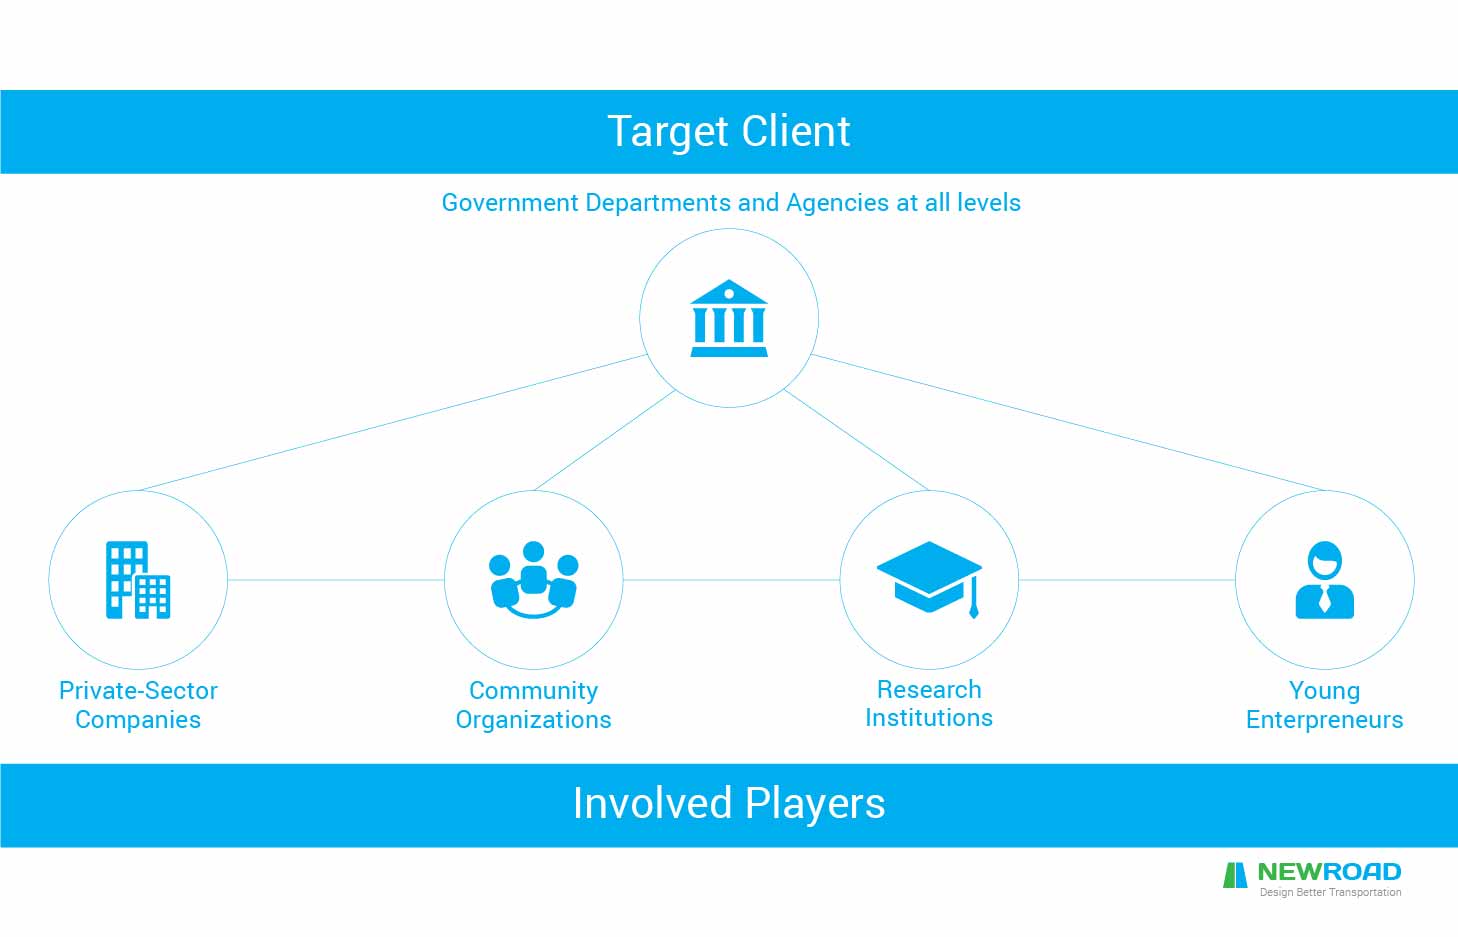 Target Client
Government Departments and Agencies at all levels
Private-Sector
Companies
Community
Organizations
Research
Institutions
Young
Enterpreneurs
Involved Players
NEWROAD
Design Better Transportation